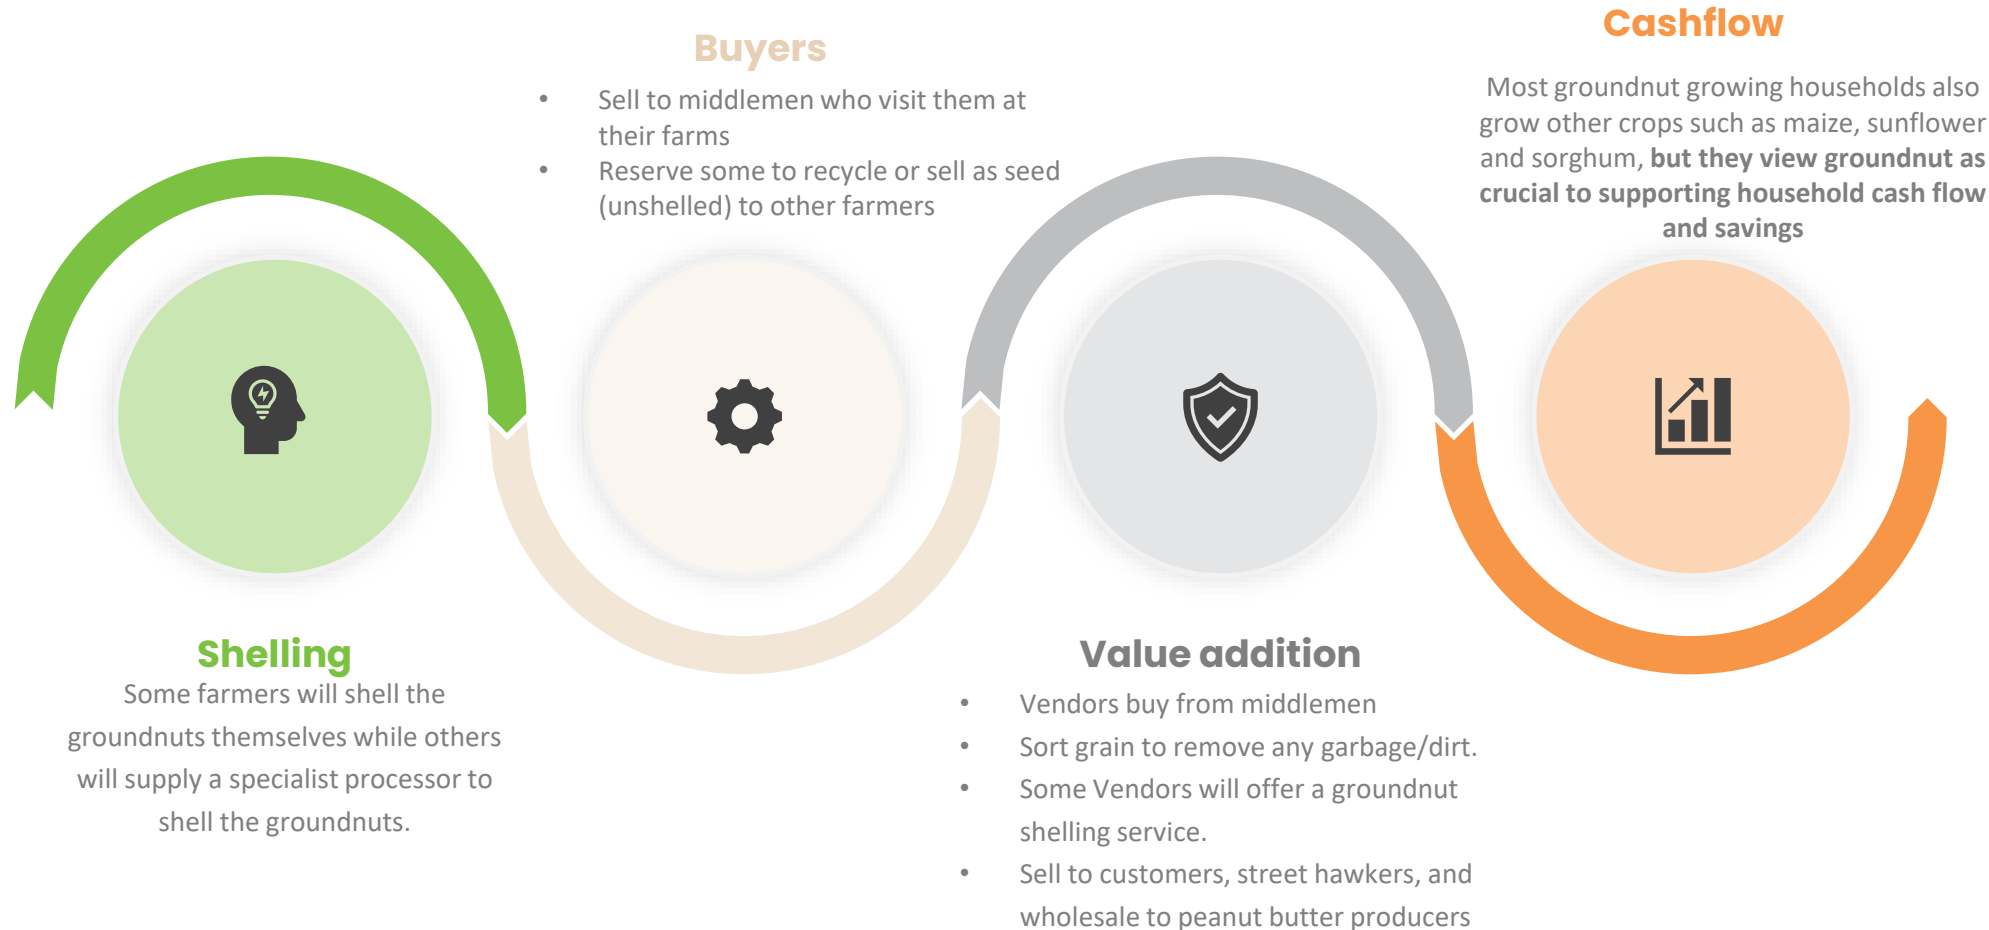 Shelling
Some farmers will shell the
groundnuts themselves while others
will supply a specialist processor to
shell the groundnuts.
Buyers
• Sell to middlemen who visit them at
their farms
• Reserve some to recycle or sell as seed
(unshelled) to other farmers
Value addition
• Vendors buy from middlemen
• Sort grain to remove any garbage/dirt.
• Some Vendors will offer a groundnut
shelling service.
• Sell to customers, street hawkers, and
wholesale to peanut butter producers
Cashflow
Most groundnut growing households also
grow other crops such as maize, sunflower
and sorghum, but they view groundnut as
crucial to supporting household cash flow
and savings